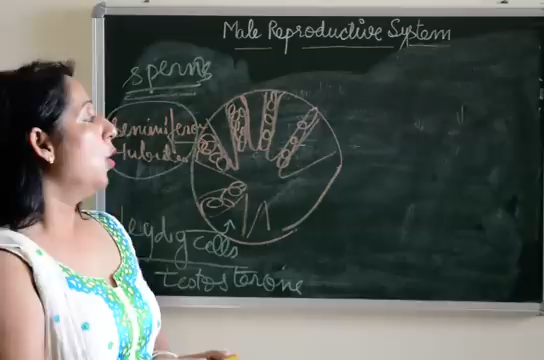 Male Reproductive System
sperms
Seminiferous
tubules
leydig cells
testosterone